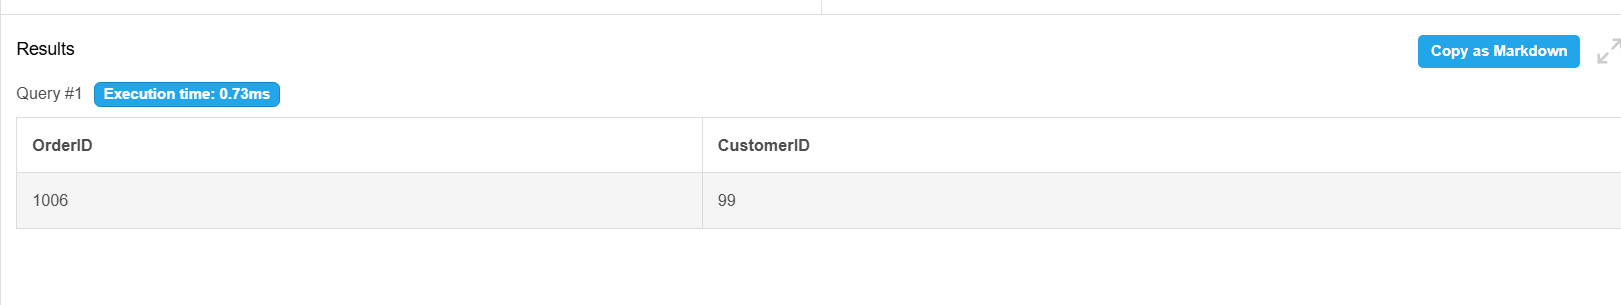 Results
Copy as Markdown
Query #1 Execution time: 0.73ms
OrderID CustomerID
1006 99